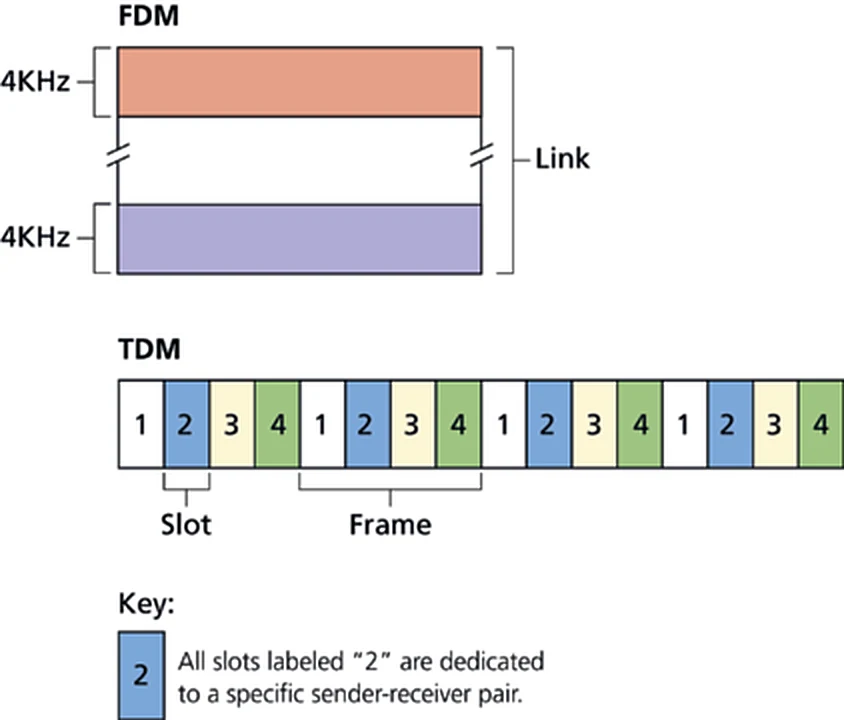 FDM
4KHz
Link
4KHz
TDM
1 2 3 4 1 2 3 4 1 2 3 4 1 2 3 4
Slot Frame
Key:
2 All slots labeled “2” are dedicated
to a specific sender-receiver pair.